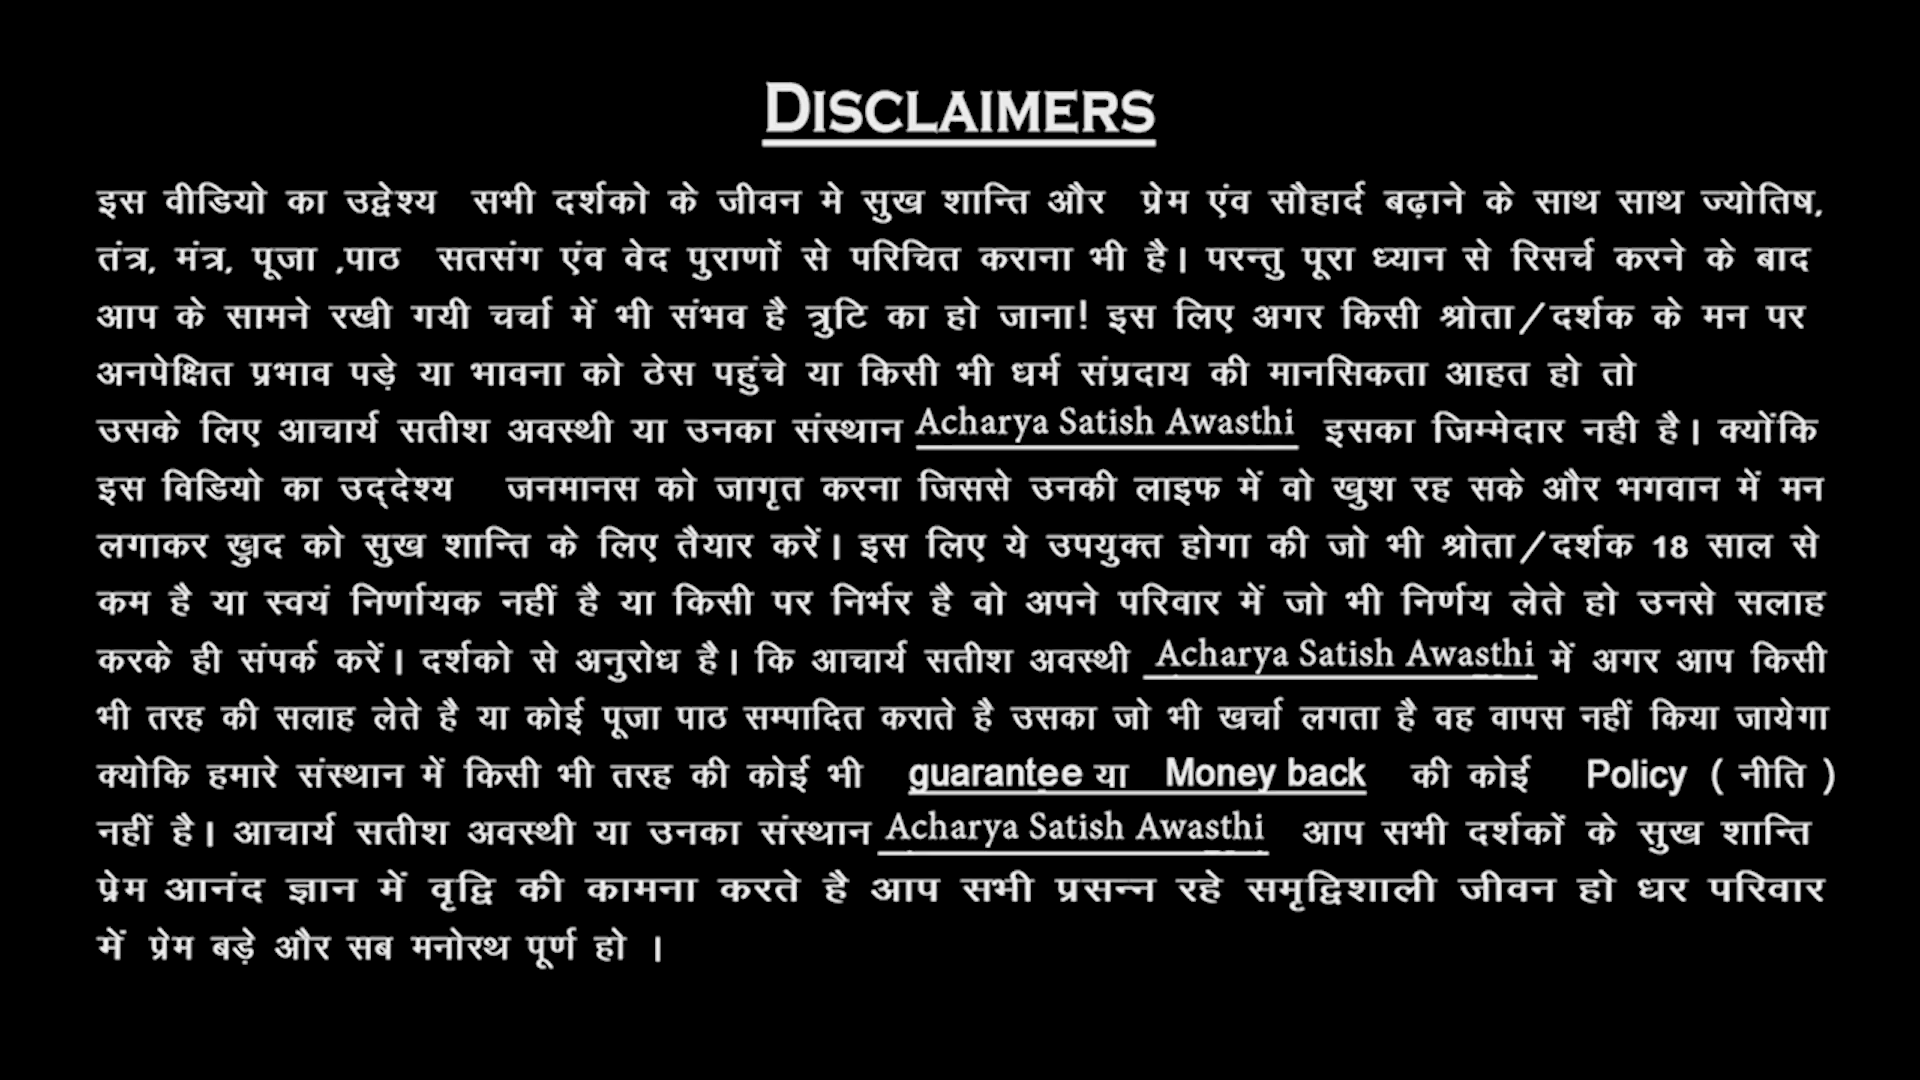 DISCLAIMERS
इस वीडियो का उद्वेश्य सभी दर्शको के जीवन मे सुख शान्ति और प्रेम एंव सौहार्द बढ़ाने के साथ साथ ज्योतिष,
तंत्र, मंत्र, पूजा ,पाठ सतसंग एंव वेद पुराणों से परिचित कराना भी है। परन्तु पूरा ध्यान से रिसर्च करने के बाद
आप के सामने रखी गयी चर्चा में भी संभव है त्रुटि का हो जाना! इस लिए अगर किसी श्रोता/दर्शक के मन पर
अनपेक्षित प्रभाव पड़े या भावना को ठेस पहुंचे या किसी भी धर्म संप्रदाय की मानसिकता आहत हो तो
उसके लिए आचार्य सतीश अवस्थी या उनका संस्थान Acharya Satish Awasthi इसका जिम्मेदार नही है। क्योंकि
इस विडियो का उद्देश्य जनमानस को जागृत करना जिससे उनकी लाइफ में वो खुश रह सके और भगवान में मन
लगाकर खुद को सुख शान्ति के लिए तैयार करें। इस लिए ये उपयुक्त होगा की जो भी श्रोता/दर्शक 18 साल से
कम है या स्वयं निर्णायक नहीं है या किसी पर निर्भर है वो अपने परिवार में जो भी निर्णय लेते हो उनसे सलाह
करके ही संपर्क करें। दर्शको से अनुरोध है। कि आचार्य सतीश अवस्थी Acharya Satish Awasthi में अगर आप किसी
भी तरह की सलाह लेते है या कोई पूजा पाठ सम्पादित कराते है उसका जो भी खर्चा लगता है वह वापस नहीं किया जायेगा
क्योकि हमारे संस्थान में किसी भी तरह की कोई भी guarantee या Money back की कोई Policy ( नीति )
नहीं है। आचार्य सतीश अवस्थी या उनका संस्थान Acharya Satish Awasthi आप सभी दर्शकों के सुख शान्ति
प्रेम आनंद ज्ञान में वृद्वि की कामना करते है आप सभी प्रसन्न रहे समृद्विशाली जीवन हो धर परिवार
में प्रेम बड़े और सब मनोरथ पूर्ण हो ।